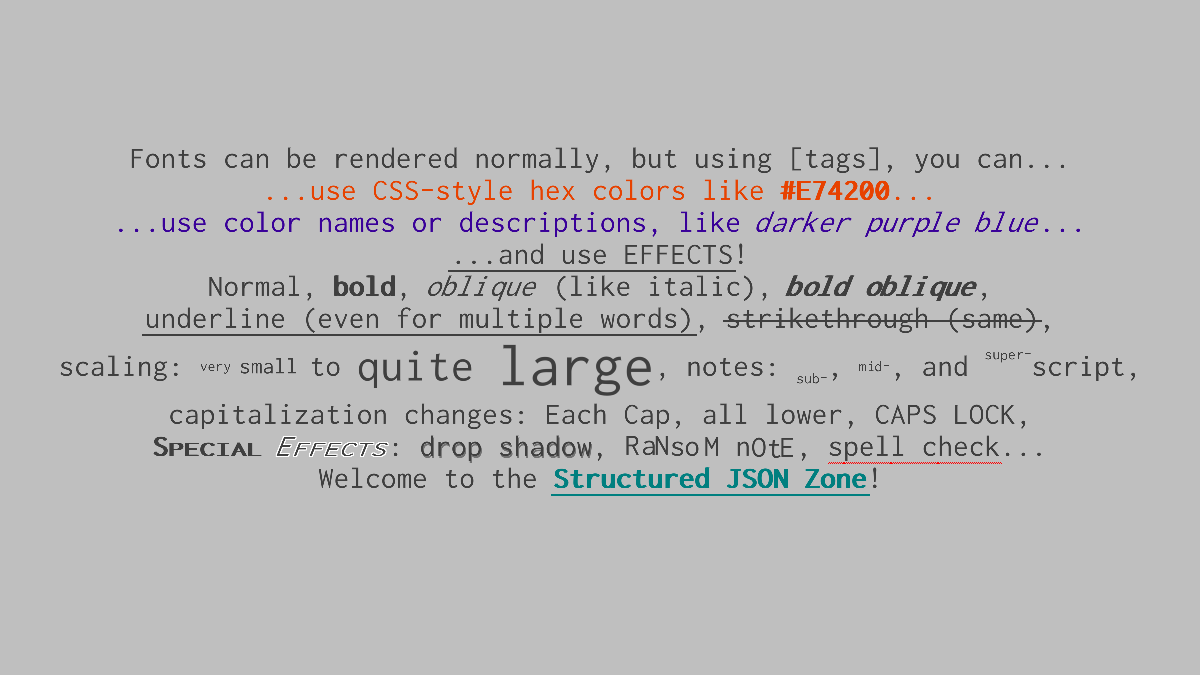 Fonts can be rendered normally, but using [tags], you can...
...use CSS-style hex colors like #E74200...
...use color names or descriptions, like darker purple blue...
...and use EFFECTS!
Normal, bold, oblique (like italic), bold oblique,
underline (even for multiple words), strikethrough (same),
scaling: very small to quite large, notes: sub-, mid-, and super-script,
capitalization changes: Each Cap, all lower, CAPS LOCK,
SPECIAL EFFECTS: drop shadow, RaNsoM nOtE, spell check...
Welcome to the Structured JSON Zone!